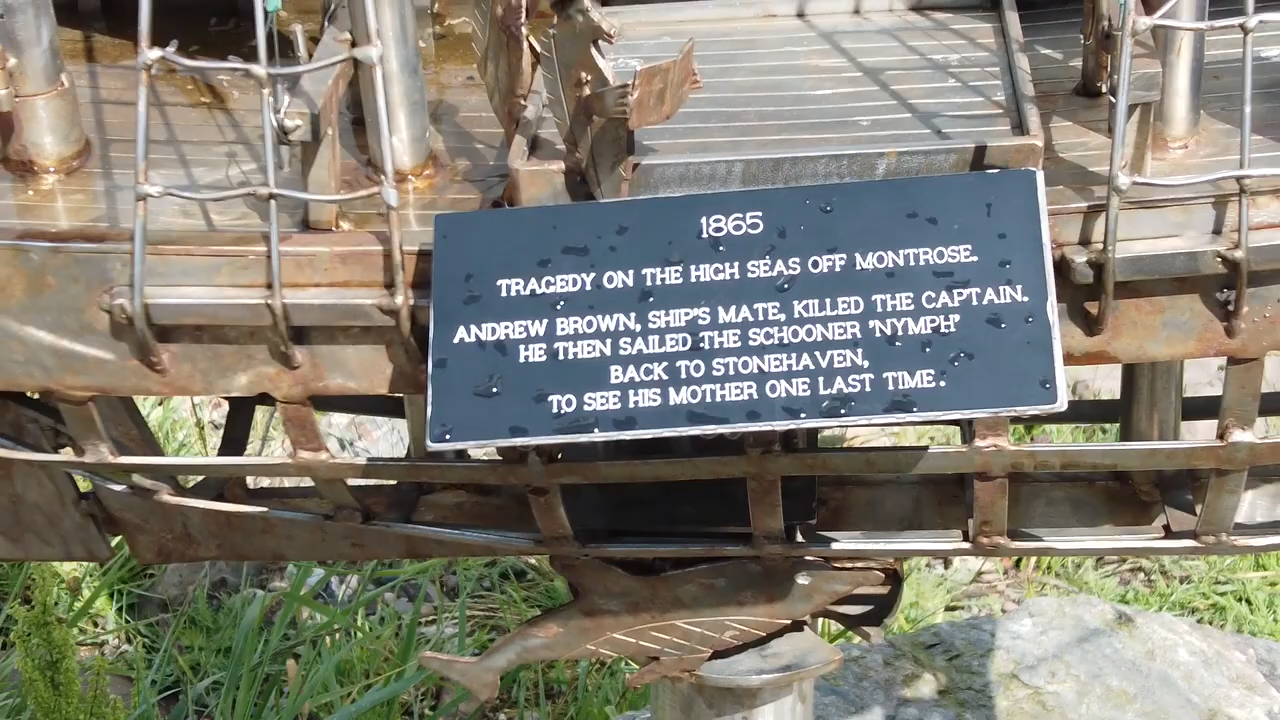 1865
TRAGEDY ON THE HIGH SEAS OFF MONTROSE.
ANDREW BROWN, SHIP'S MATE, KILLED THE CAPTAIN.
HE THEN SAILED THE SCHOONER 'NYMPH'
BACK TO STONEHAVEN,
TO SEE HIS MOTHER ONE LAST TIME.